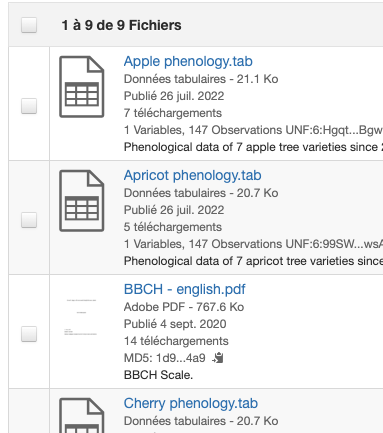 1 à 9 de 9 Fichiers
Apple phenology.tab
Données tabulaires - 21.1 Ko
Publié 26 juil. 2022
7 téléchargements
1 Variables, 147 Observations UNF:6:Hgqt...Bgw
Phenological data of 7 apple tree varieties since
Apricot phenology.tab
Données tabulaires - 20.7 Ko
Publié 26 juil. 2022
5 téléchargements
1 Variables, 147 Observations UNF:6:99SW...ws
Phenological data of 7 apricot tree varieties since
BBCH - english.pdf
Adobe PDF - 767.6 Ko
Publié 4 sept. 2020
14 téléchargements
MD5: 1d9...4a9
BBCH Scale.
Cherry phenology.tab
Données tabulaires - 20.7 Ko